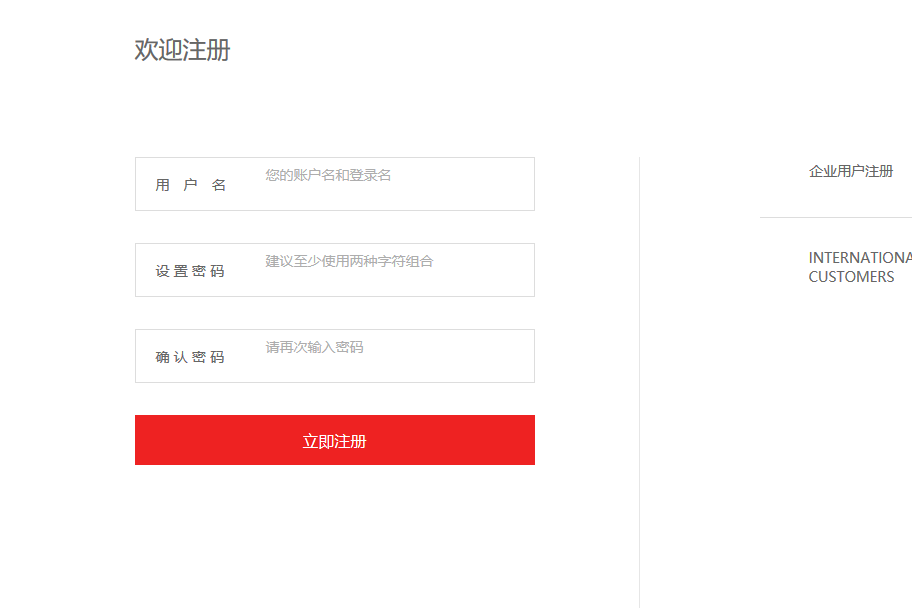 欢迎注册
用 户 名
您的账户名和登录名
设 置 密 码
建议至少使用两种字符组合
确 认 密 码
请再次输入密码
立即注册
企业用户注册
INTERNATIONA
CUSTOMERS